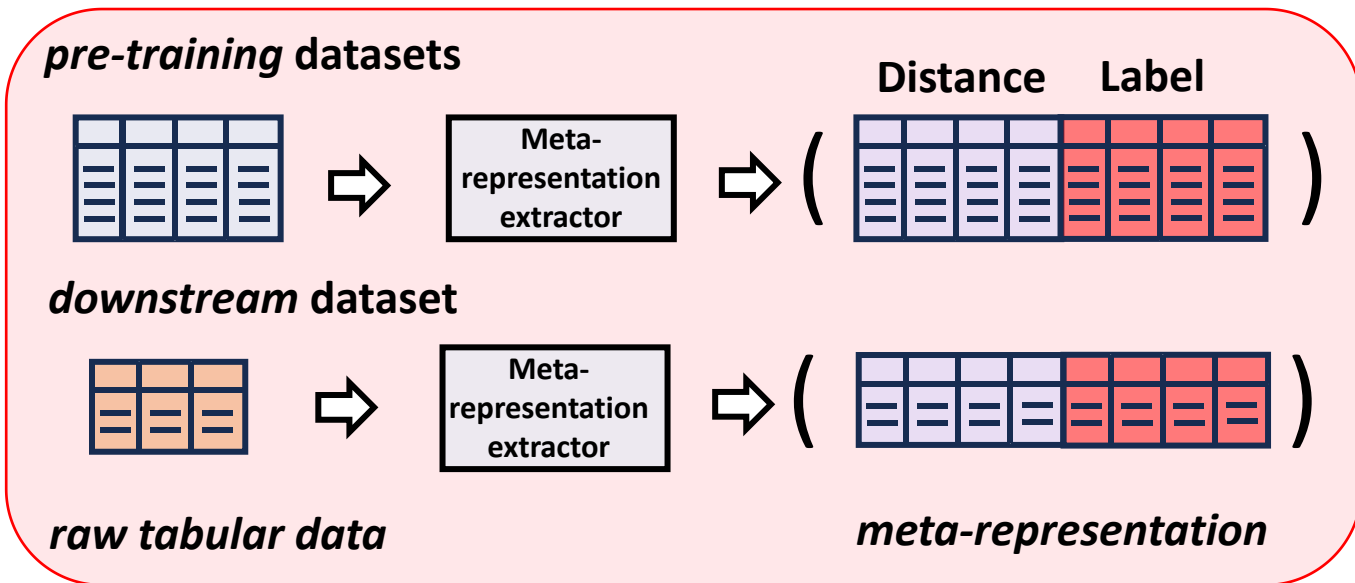 pre-training datasets
Distance Label
Meta-
representation
extractor
(
)
downstream dataset
Meta-
representation
extractor
(
)
raw tabular data
meta-representation